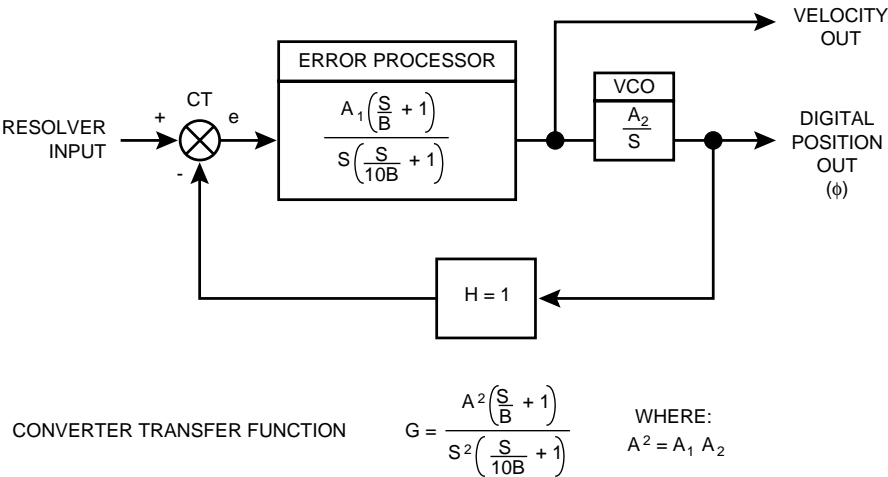 VELOCITY
OUT
ERROR PROCESSOR
A₁(S/B + 1)
S(S/10B + 1)
VCO
A₂
S
CT
+
e
-
RESOLVER
INPUT
DIGITAL
POSITION
OUT
(ϕ)
H = 1
CONVERTER TRANSFER FUNCTION
G = A²(S/B + 1)
S²(S/10B + 1)
WHERE:
A² = A₁ A₂